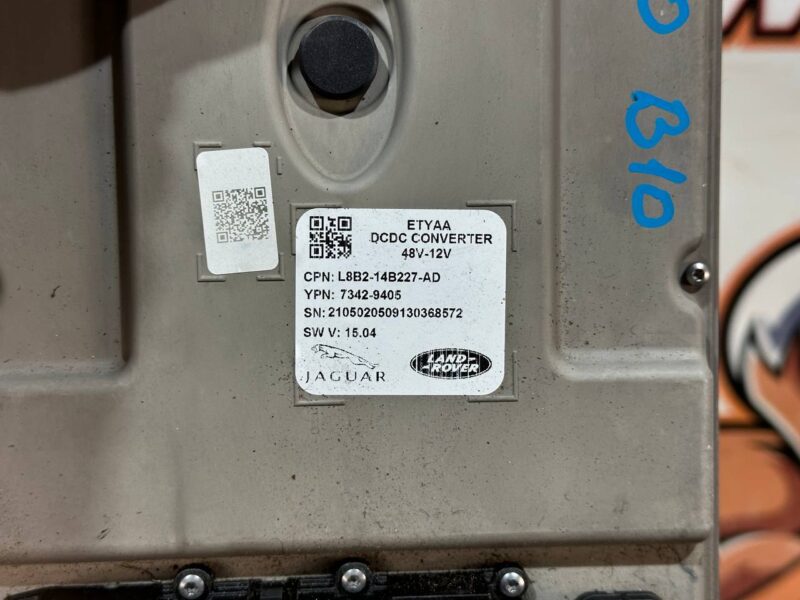 B10
ETYAA
DCDC CONVERTER
48V-12V
CPN: L8B2-14B227-AD
YPN: 7342-9405
SN: 2105020509130368572
SW V: 15.04
JAGUAR
LAND-
-ROVER